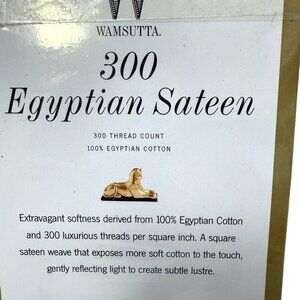 WAMSUTTA.
300
Egyptian Sateen
300 THREAD COUNT
100% EGYPTIAN COTTON
Extravagant softness derived from 100% Egyptian Cotton
and 300 luxurious threads per square inch. A square
sateen weave that exposes more soft cotton to the touch,
gently reflecting light to create subtle lustre.